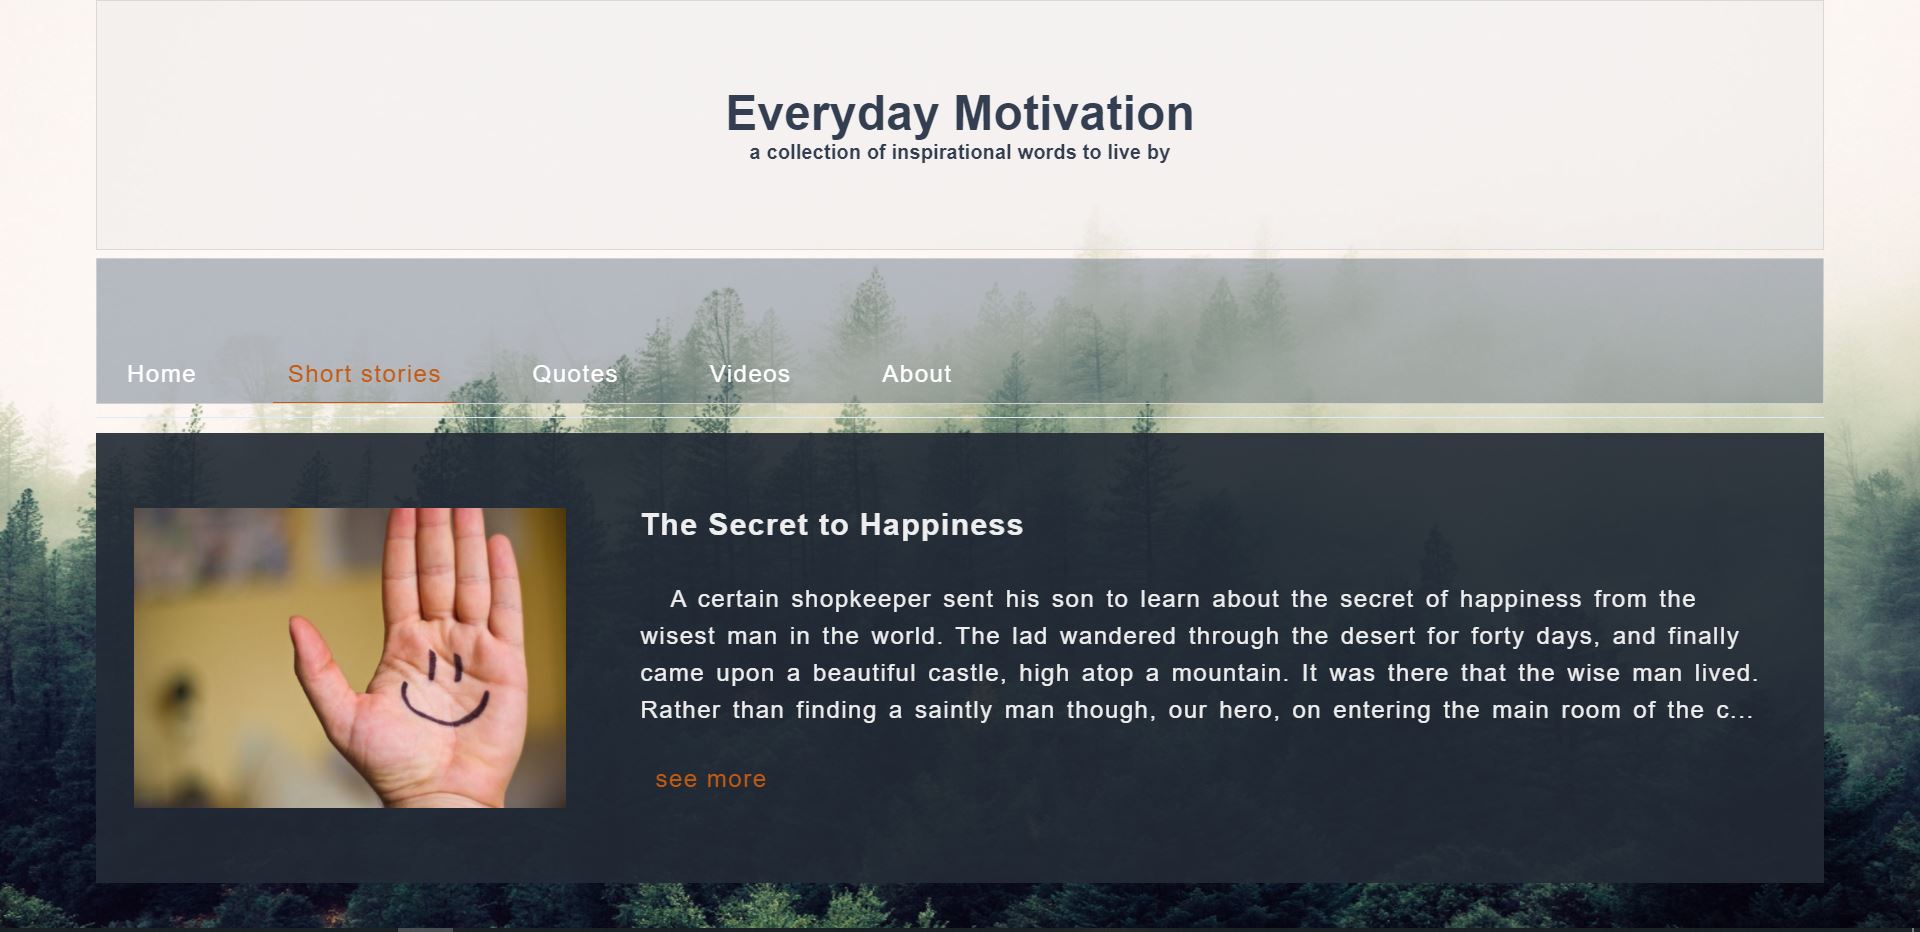 Everyday Motivation
a collection of inspirational words to live by
Home Short stories Quotes Videos About
The Secret to Happiness
A certain shopkeeper sent his son to learn about the secret of happiness from the
wisest man in the world. The lad wandered through the desert for forty days, and finally
came upon a beautiful castle, high atop a mountain. It was there that the wise man lived.
Rather than finding a saintly man though, our hero, on entering the main room of the c...
see more